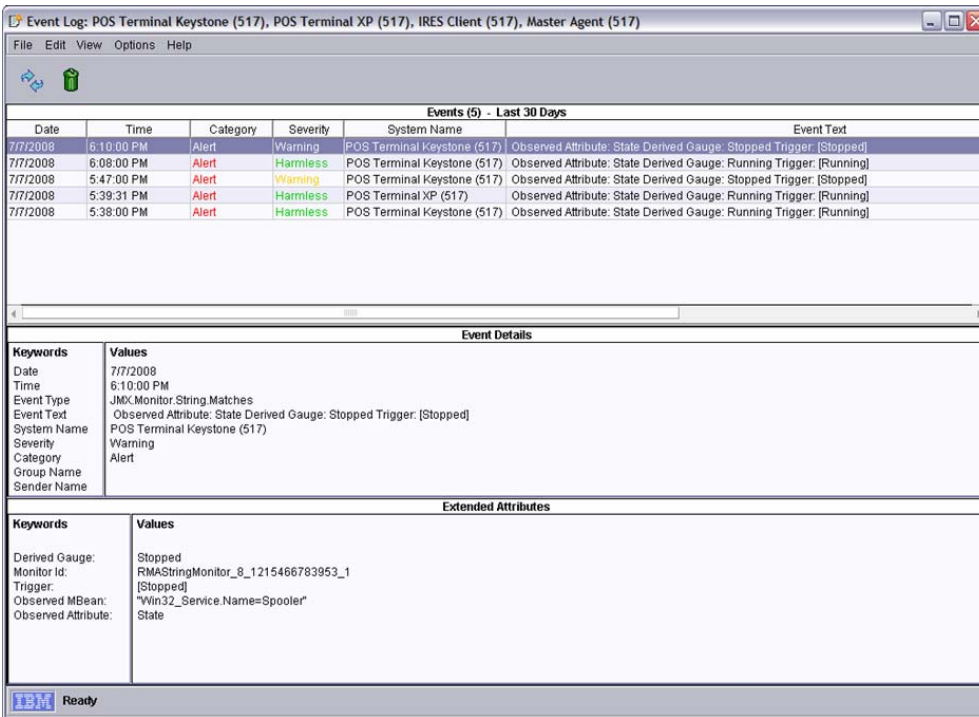 Event Log: POS Terminal Keystone (517), POS Terminal XP (517), IRES Client (517), Master Agent (517)
File Edit View Options Help
Events (5) - Last 30 Days
Date Time Category Severity System Name Event Text
7/7/2008 6:10:00 PM Alert Warning POS Terminal Keystone (517) Observed Attribute: State Derived Gauge: Stopped Trigger: [Stopped]
7/7/2008 6:08:00 PM Alert Harmless POS Terminal Keystone (517) Observed Attribute: State Derived Gauge: Running Trigger: [Running]
7/7/2008 5:47:00 PM Alert Warning POS Terminal Keystone (517) Observed Attribute: State Derived Gauge: Stopped Trigger: [Stopped]
7/7/2008 5:39:31 PM Alert Harmless POS Terminal XP (517) Observed Attribute: State Derived Gauge: Running Trigger: [Running]
7/7/2008 5:38:00 PM Alert Harmless POS Terminal Keystone (517) Observed Attribute: State Derived Gauge: Running Trigger: [Running]
Event Details
Keywords Values
Date 7/7/2008
Time 6:10:00 PM
Event Type JMX.Monitor.String.Matches
Event Text Observed Attribute: State Derived Gauge: Stopped Trigger: [Stopped]
System Name POS Terminal Keystone (517)
Severity Warning
Category Alert
Group Name
Sender Name
Extended Attributes
Keywords Values
Derived Gauge: Stopped
Monitor Id: RMAStringMonitor_8_1215466783953_1
Trigger: [Stopped]
Observed MBean: "Win32_Service.Name=Spooler"
Observed Attribute: State
IBM Ready